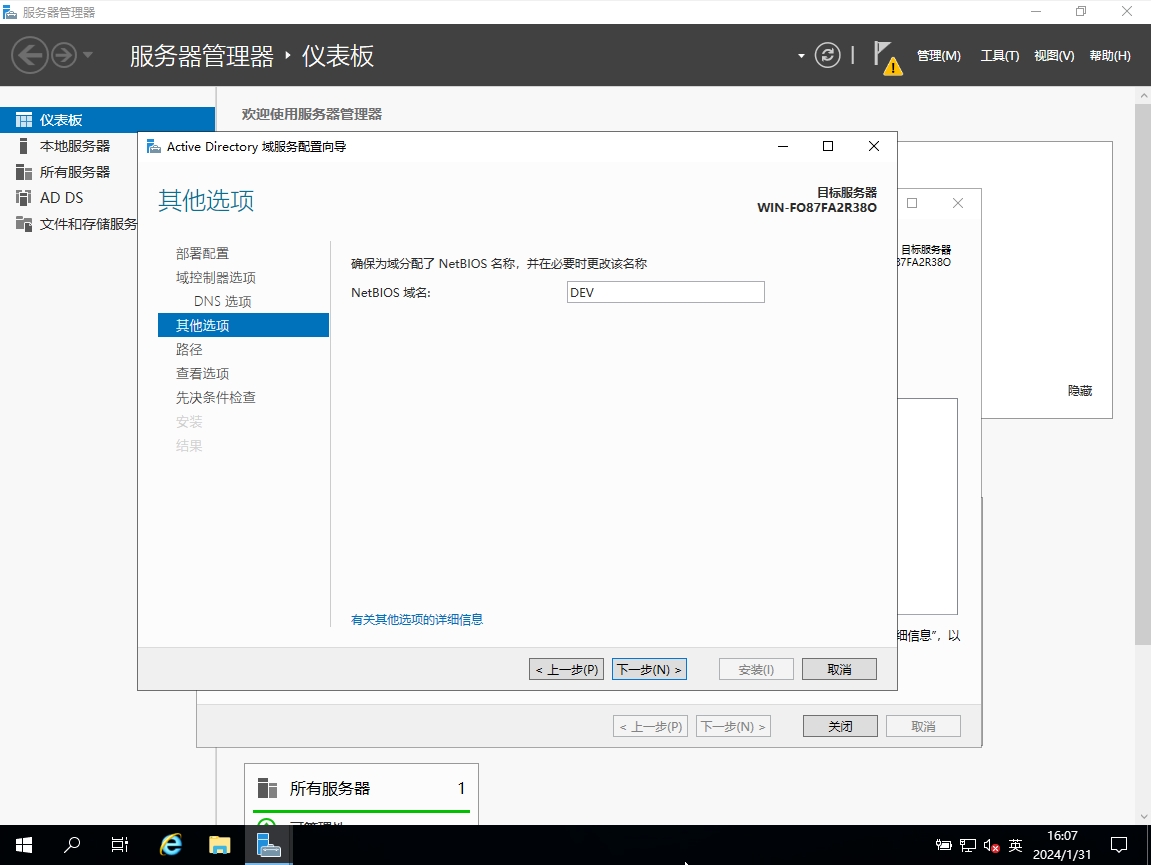 服务器管理器
服务器管理器 ‣ 仪表板
管理(M) 工具(T) 视图(V) 帮助(H)
仪表板
本地服务器
所有服务器
AD DS
文件和存储服务
欢迎使用服务器管理器
Active Directory 域服务配置向导
其他选项
目标服务器
WIN-FO87FA2R38O
部署配置
域控制器选项
DNS 选项
其他选项
路径
查看选项
先决条件检查
安装
结果
确保为域分配了 NetBIOS 名称，并在必要时更改该名称
NetBIOS 域名: DEV
有关其他选项的详细信息
< 上一步(P) 下一步(N) > 安装(I) 取消
目标服务器
87FA2R38O
隐藏
细信息”，以
< 上一步(P) 下一步(N) > 关闭 取消
所有服务器 1
可管理性
英
16:07
2024/1/31